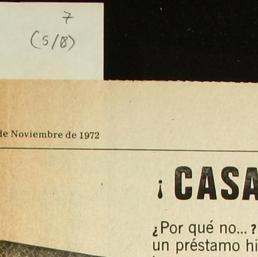 7
(5/8)
de Noviembre de 1972
¡ CASA
¿Por qué no... ?
un préstamo hi